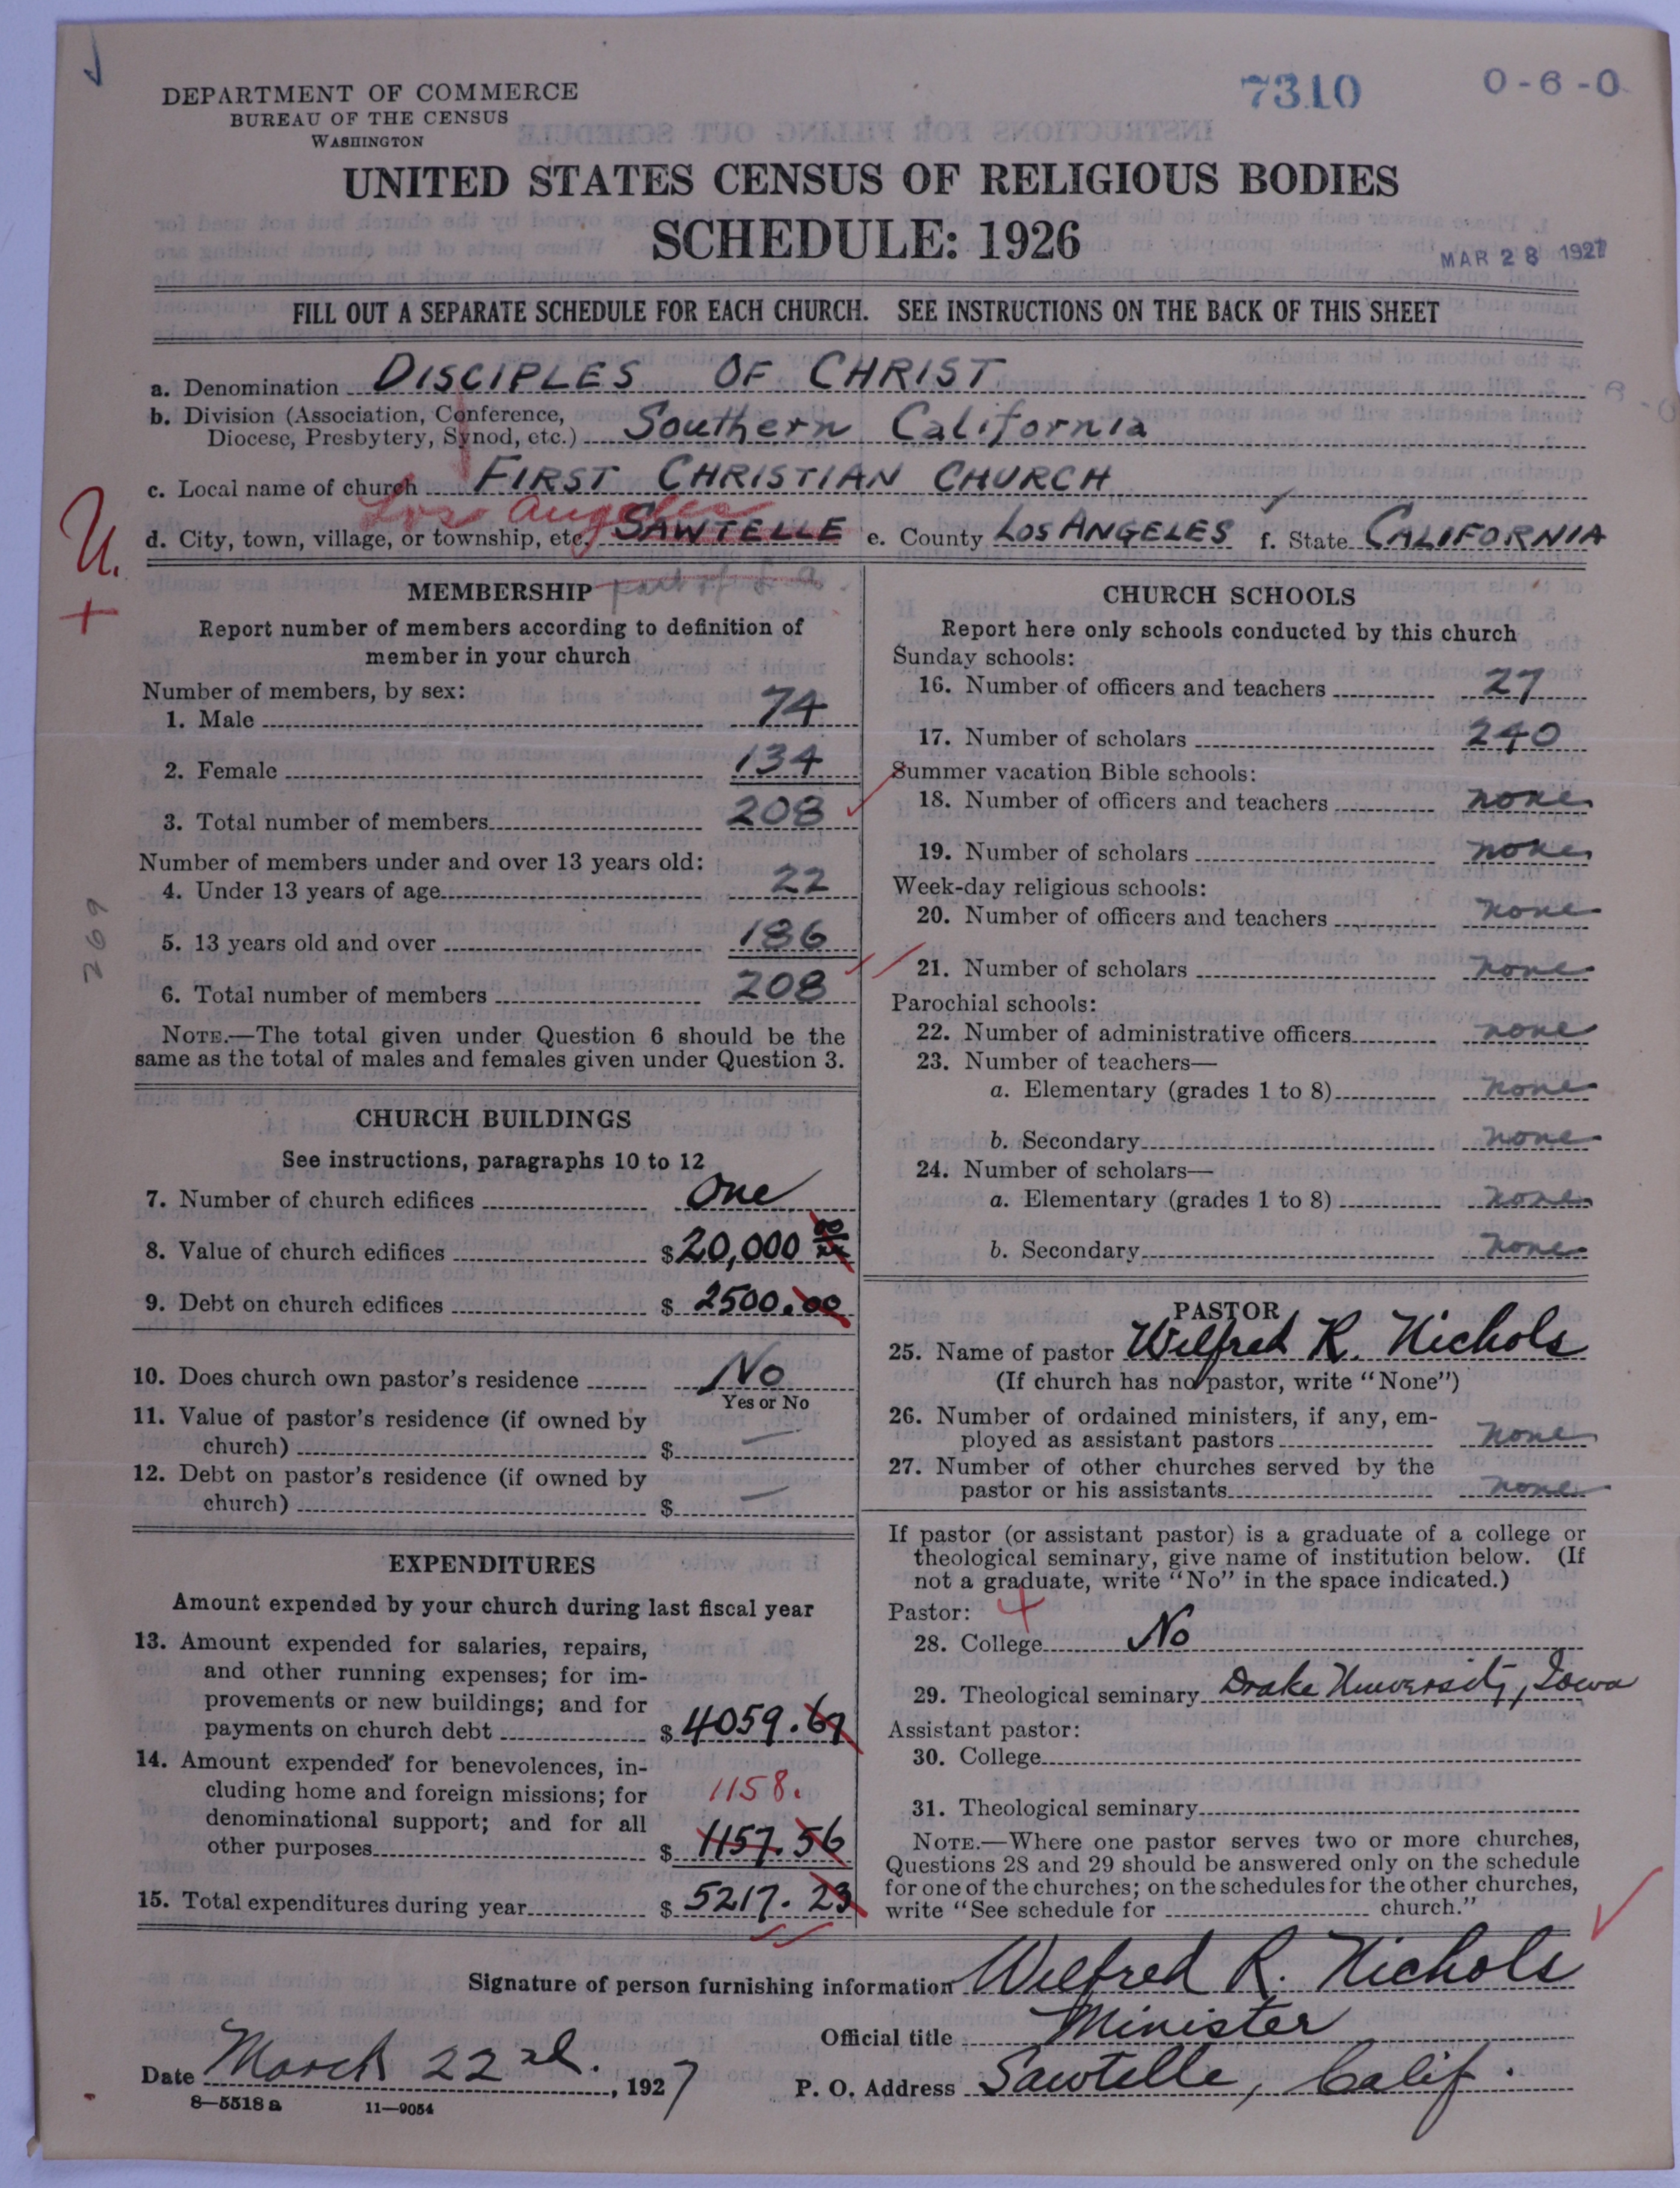 7310
0-6-0
DEPARTMENT OF COMMERCE
BUREAU OF THE CENSUS
WASHINGTON
UNITED STATES CENSUS OF RELIGIOUS BODIES
SCHEDULE: 1926
MAR 28 1927
FILL OUT A SEPARATE SCHEDULE FOR EACH CHURCH. SEE INSTRUCTIONS ON THE BACK OF THIS SHEET
a. Denomination DISCIPLES OF CHRIST
b. Division (Association, Conference,
Diocese, Presbytery, Synod, etc.) Southern California
c. Local name of church FIRST CHRISTIAN CHURCH
Los Angeles
d. City, town, village, or township, etc. SAWTELLE e. County LOS ANGELES f. State CALIFORNIA
U.
+
part of L. a.
MEMBERSHIP
Report number of members according to definition of
member in your church
Number of members, by sex:
1. Male 74
2. Female 134
3. Total number of members 208
Number of members under and over 13 years old:
4. Under 13 years of age 22
5. 13 years old and over 186
6. Total number of members 208
NOTE.—The total given under Question 6 should be the
same as the total of males and females given under Question 3.
269
CHURCH BUILDINGS
See instructions, paragraphs 10 to 12
7. Number of church edifices One
8. Value of church edifices $20,000 00
9. Debt on church edifices $ 2500.00
10. Does church own pastor's residence No
Yes or No
11. Value of pastor's residence (if owned by
church) $ —
12. Debt on pastor's residence (if owned by
church) $ —
EXPENDITURES
Amount expended by your church during last fiscal year
13. Amount expended for salaries, repairs,
and other running expenses; for im-
provements or new buildings; and for
payments on church debt $ 4059.67
14. Amount expended for benevolences, in-
cluding home and foreign missions; for 1158.
denominational support; and for all
other purposes $ 1157.56
15. Total expenditures during year $ 5217.23
CHURCH SCHOOLS
Report here only schools conducted by this church
Sunday schools:
16. Number of officers and teachers 27
17. Number of scholars 240
Summer vacation Bible schools:
18. Number of officers and teachers none
19. Number of scholars none
Week-day religious schools:
20. Number of officers and teachers none
21. Number of scholars none
Parochial schools:
22. Number of administrative officers none
23. Number of teachers—
a. Elementary (grades 1 to 8) none
b. Secondary none
24. Number of scholars—
a. Elementary (grades 1 to 8) none
b. Secondary none
PASTOR
25. Name of pastor Wilfred R. Nichols
(If church has no pastor, write "None")
26. Number of ordained ministers, if any, em-
ployed as assistant pastors none
27. Number of other churches served by the
pastor or his assistants none
If pastor (or assistant pastor) is a graduate of a college or
theological seminary, give name of institution below. (If
not a graduate, write "No" in the space indicated.)
Pastor: +
28. College No
29. Theological seminary Drake University, Iowa
Assistant pastor:
30. College
31. Theological seminary
NOTE.—Where one pastor serves two or more churches,
Questions 28 and 29 should be answered only on the schedule
for one of the churches; on the schedules for the other churches,
write "See schedule for church."
Signature of person furnishing information Wilfred R. Nichols
Official title Minister
Date March 22nd., 1927 P. O. Address Sawtelle, Calif.
8—5518 a 11—9054